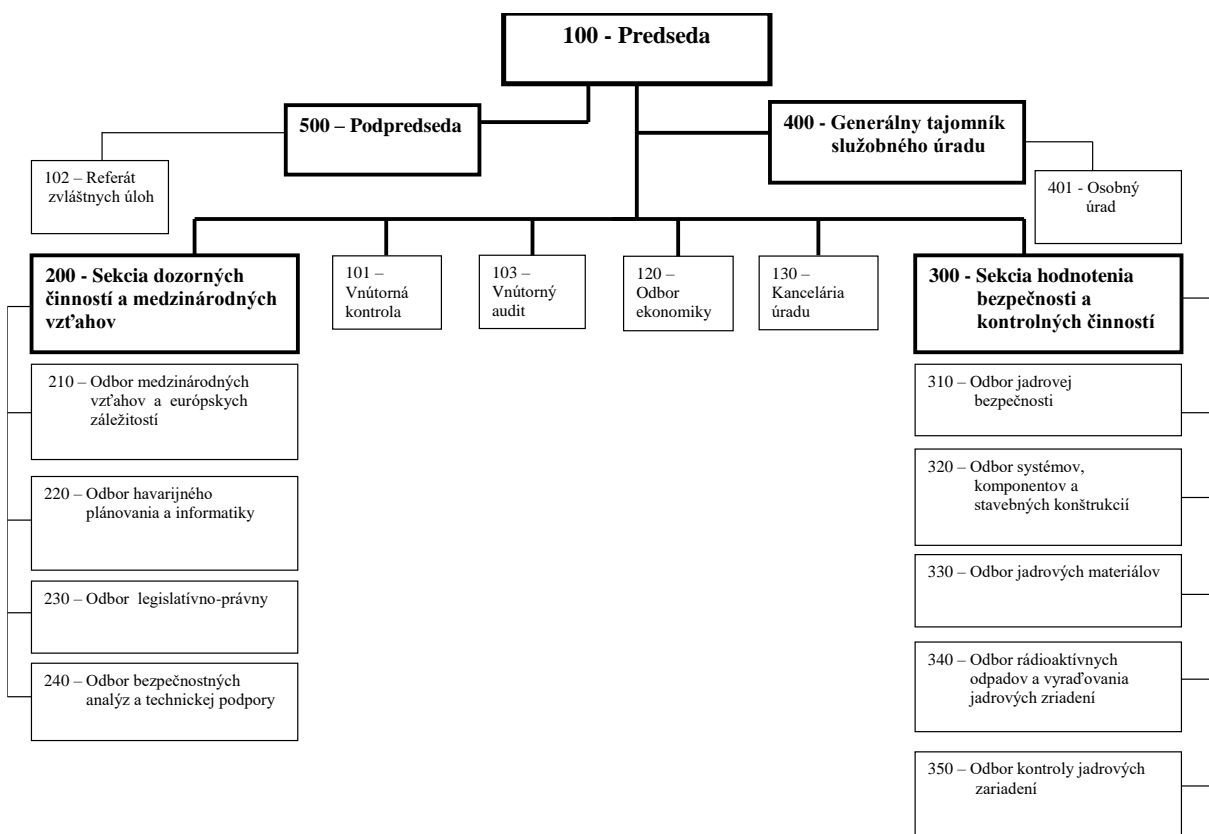 100 - Predseda
500 – Podpredseda
400 - Generálny tajomník
služobného úradu
102 – Referát
zvláštnych úloh
401 - Osobný
úrad
200 - Sekcia dozorných
činností a medzinárodných
vzťahov
101 –
Vnútorná
kontrola
103 –
Vnútorný
audit
120 –
Odbor
ekonomiky
130 –
Kancelária
úradu
300 - Sekcia hodnotenia
bezpečnosti a
kontrolných činností
210 – Odbor medzinárodných
vzťahov a európskych
záležitostí
220 – Odbor havarijného
plánovania a informatiky
230 – Odbor legislatívno-právny
240 – Odbor bezpečnostných
analýz a technickej podpory
310 – Odbor jadrovej
bezpečnosti
320 – Odbor systémov,
komponentov a
stavebných konštrukcií
330 – Odbor jadrových materiálov
340 – Odbor rádioaktívnych
odpadov a vyraďovania
jadrových zriadení
350 – Odbor kontroly jadrových
zariadení